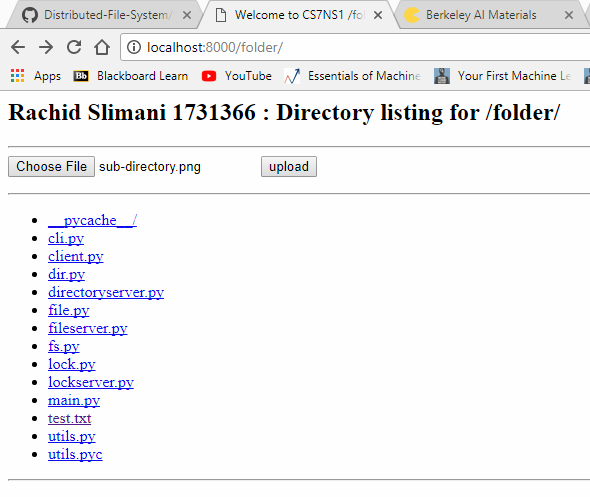 Distributed-File-System/
Welcome to CS7NS1 /fol
Berkeley AI Materials
localhost:8000/folder/
Apps
Bb
Blackboard Learn
YouTube
Essentials of Machine
Your First Machine Le
Rachid Slimani 1731366 : Directory listing for /folder/
Choose File sub-directory.png upload
__pycache__/
cli.py
client.py
dir.py
directoryserver.py
file.py
fileserver.py
fs.py
lock.py
lockserver.py
main.py
test.txt
utils.py
utils.pyc